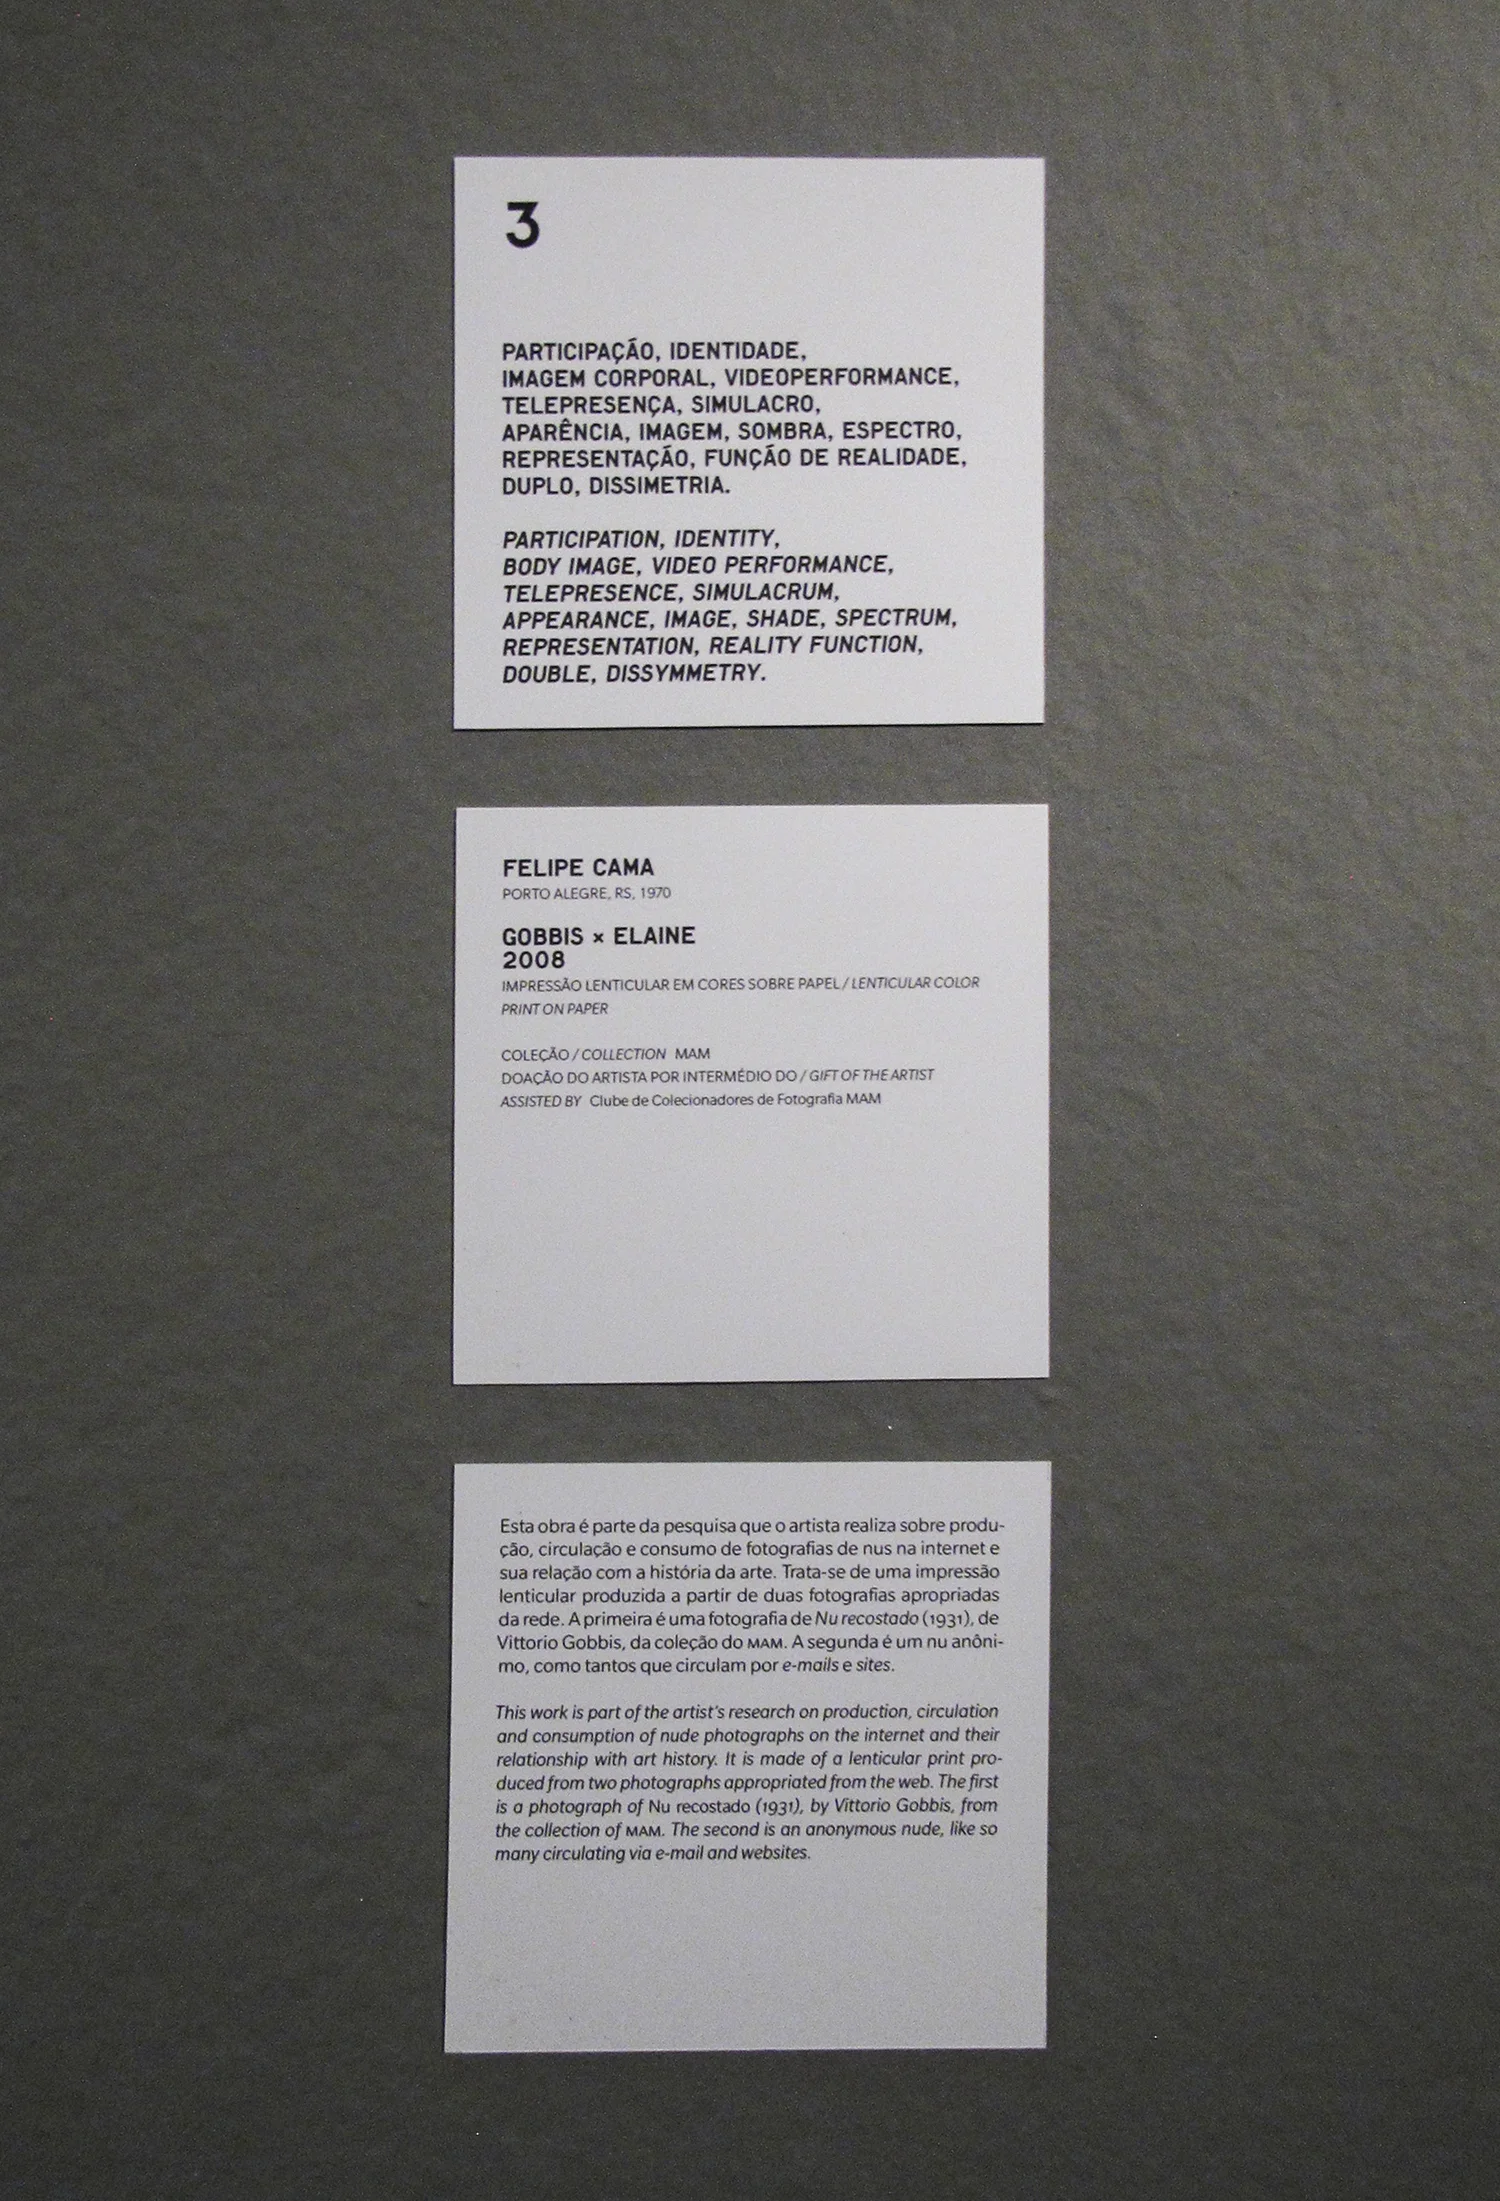 3
PARTICIPAÇÃO, IDENTIDADE,
IMAGEM CORPORAL, VIDEOPERFORMANCE,
TELEPRESENÇA, SIMULACRO,
APARÊNCIA, IMAGEM, SOMBRA, ESPECTRO,
REPRESENTAÇÃO, FUNÇÃO DE REALIDADE,
DUPLO, DISSIMETRIA.
PARTICIPATION, IDENTITY,
BODY IMAGE, VIDEO PERFORMANCE,
TELEPRESENCE, SIMULACRUM,
APPEARANCE, IMAGE, SHADE, SPECTRUM,
REPRESENTATION, REALITY FUNCTION,
DOUBLE, DISSYMMETRY.
FELIPE CAMA
PORTO ALEGRE, RS, 1970
GOBBIS × ELAINE
2008
IMPRESSÃO LENTICULAR EM CORES SOBRE PAPEL / LENTICULAR COLOR
PRINT ON PAPER
COLEÇÃO / COLLECTION MAM
DOAÇÃO DO ARTISTA POR INTERMÉDIO DO / GIFT OF THE ARTIST
ASSISTED BY Clube de Colecionadores de Fotografia MAM
Esta obra é parte da pesquisa que o artista realiza sobre produ-
ção, circulação e consumo de fotografias de nus na internet e
sua relação com a história da arte. Trata-se de uma impressão
lenticular produzida a partir de duas fotografias apropriadas
da rede. A primeira é uma fotografia de Nu recostado (1931), de
Vittorio Gobbis, da coleção do MAM. A segunda é um nu anôni-
mo, como tantos que circulam por e-mails e sites.
This work is part of the artist's research on production, circulation
and consumption of nude photographs on the internet and their
relationship with art history. It is made of a lenticular print pro-
duced from two photographs appropriated from the web. The first
is a photograph of Nu recostado (1931), by Vittorio Gobbis, from
the collection of MAM. The second is an anonymous nude, like so
many circulating via e-mail and websites.